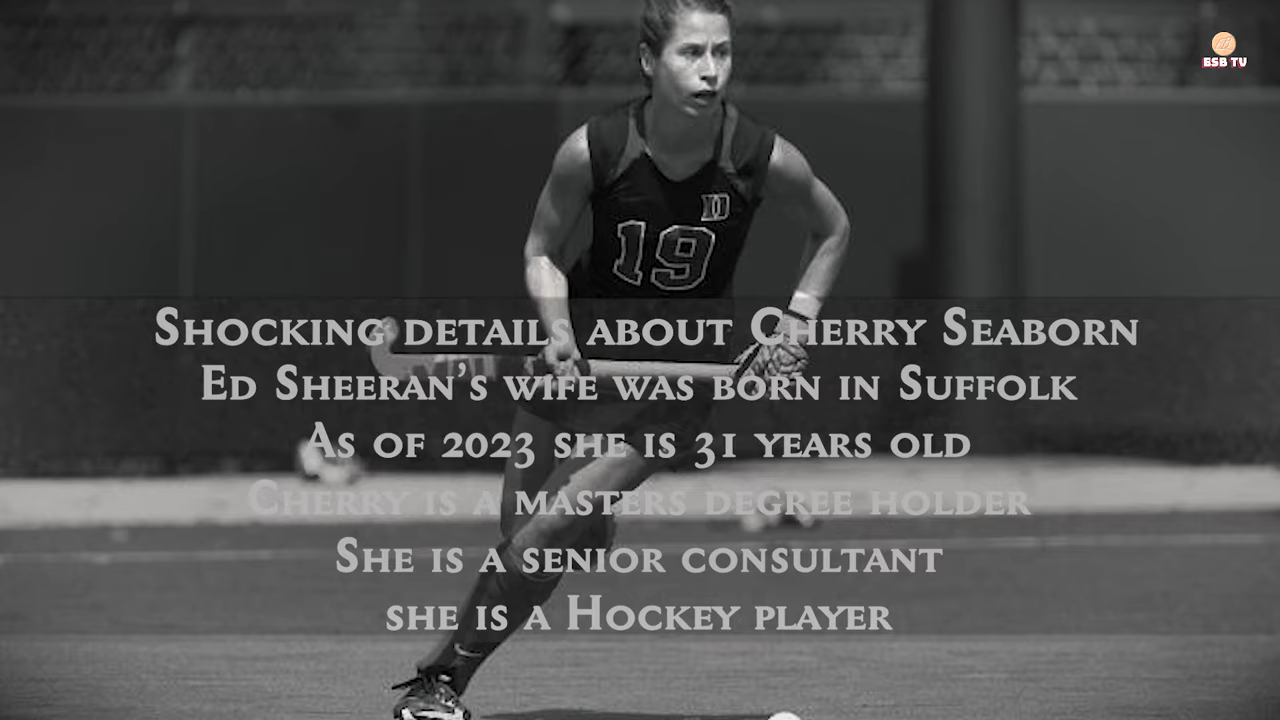 ESB TV
D
19
Shocking details about Cherry Seaborn
Ed Sheeran's wife was born in Suffolk
As of 2023 she is 31 years old
Cherry is a masters degree holder
She is a senior consultant
she is a Hockey player